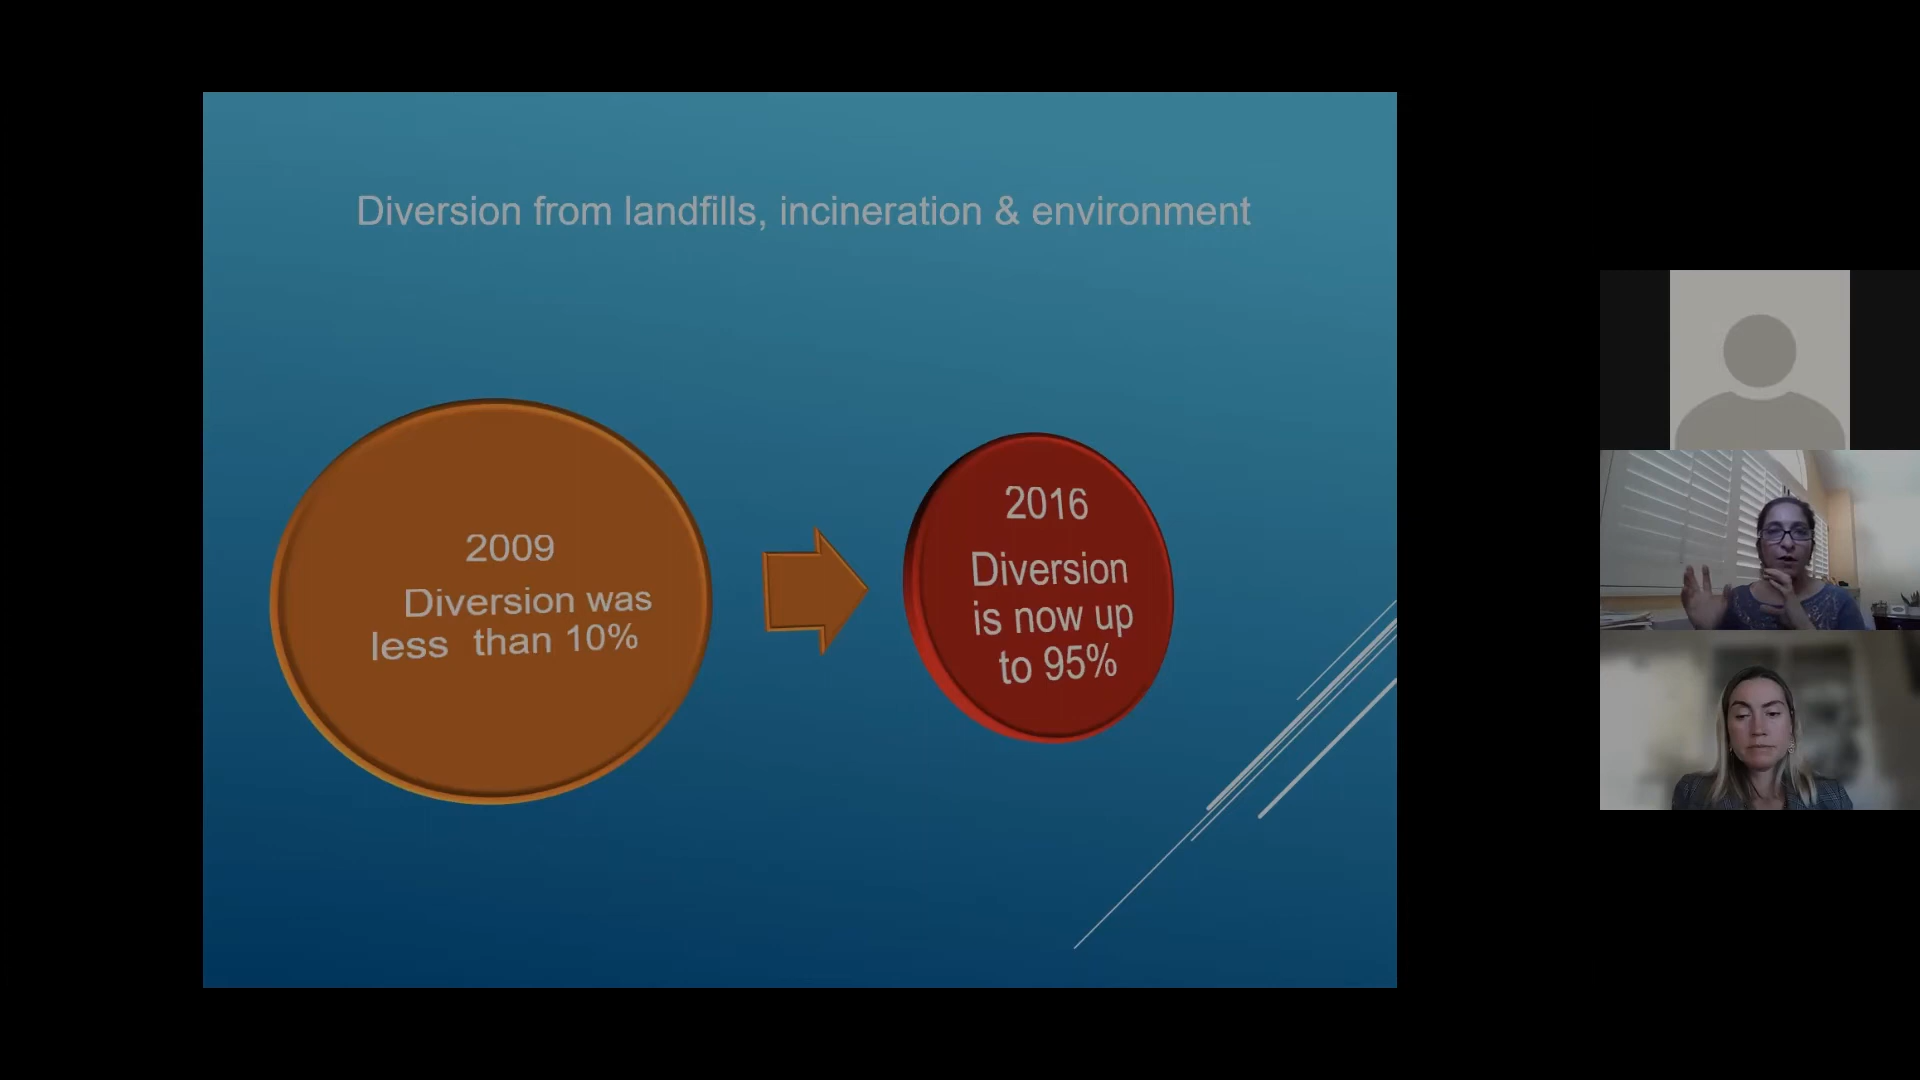 Diversion from landfills, incineration & environment
2009
Diversion was
less than 10%
2016
Diversion
is now up
to 95%